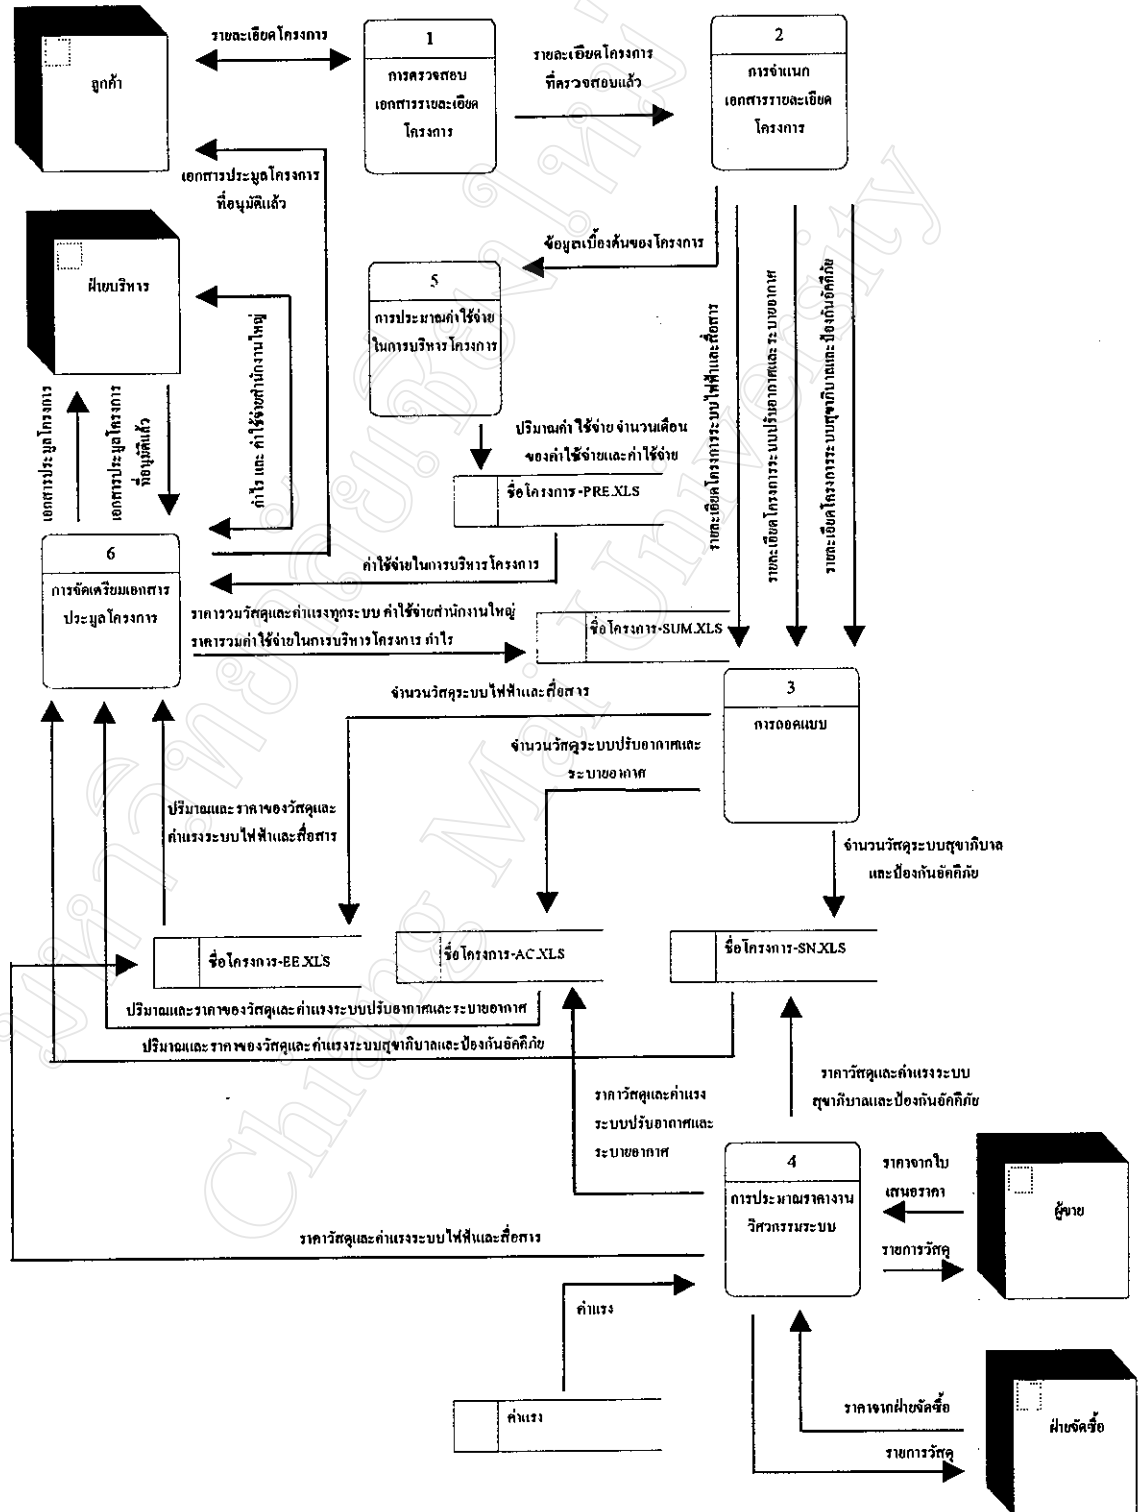 รายละเอียดโครงการ
ลูกค้า
1
การตรวจสอบ
เอกสารรายละเอียด
โครงการ
รายละเอียดโครงการ
ที่ตรวจสอบแล้ว
2
การจำแนก
เอกสารรายละเอียด
โครงการ
เอกสารประมูลโครงการ
ที่อนุมัติแล้ว
ข้อมูลเบื้องต้นของโครงการ
ฝ่ายบริหาร
5
การประมาณค่าใช้จ่าย
ในการบริหารโครงการ
รายละเอียดโครงการระบบไฟฟ้าและสื่อสาร
รายละเอียดโครงการระบบปรับอากาศและระบายอากาศ
รายละเอียดโครงการระบบสุขาภิบาลและป้องกันอัคคีภัย
เอกสารประมูลโครงการ
เอกสารประมูลโครงการ
ที่อนุมัติแล้ว
กำไร และ ค่าใช้จ่ายสำนักงานใหญ่
ปริมาณค่าใช้จ่าย จำนวนเดือน
ของค่าใช้จ่ายและค่าใช้จ่าย
ชื่อโครงการ-PRE.XLS
6
การจัดเตรียมเอกสาร
ประมูลโครงการ
ค่าใช้จ่ายในการบริหารโครงการ
ราคารวมวัสดุและค่าแรงทุกระบบ ค่าใช้จ่ายสำนักงานใหญ่
ราคารวมค่าใช้จ่ายในการบริหารโครงการ กำไร
ชื่อโครงการ-SUM.XLS
3
การถอดแบบ
จำนวนวัสดุระบบไฟฟ้าและสื่อสาร
จำนวนวัสดุระบบปรับอากาศและ
ระบายอากาศ
ปริมาณและราคาของวัสดุและ
ค่าแรงระบบไฟฟ้าและสื่อสาร
จำนวนวัสดุระบบสุขาภิบาล
และป้องกันอัคคีภัย
ชื่อโครงการ-EE.XLS
ชื่อโครงการ-AC.XLS
ชื่อโครงการ-SN.XLS
ปริมาณและราคาของวัสดุและค่าแรงระบบปรับอากาศและระบายอากาศ
ปริมาณและราคาของวัสดุและค่าแรงระบบสุขาภิบาลและป้องกันอัคคีภัย
ราคาวัสดุและค่าแรงระบบ
สุขาภิบาลและป้องกันอัคคีภัย
ราคาวัสดุและค่าแรง
ระบบปรับอากาศและ
ระบายอากาศ
4
การประมาณราคางาน
วิศวกรรมระบบ
ราคาจากใบ
เสนอราคา
ผู้ขาย
รายการวัสดุ
ราคาวัสดุและค่าแรงระบบไฟฟ้าและสื่อสาร
ค่าแรง
ค่าแรง
ราคาจากฝ่ายจัดซื้อ
ฝ่ายจัดซื้อ
รายการวัสดุ
มหาวิทยาลัยเชียงใหม่
Chiang Mai University